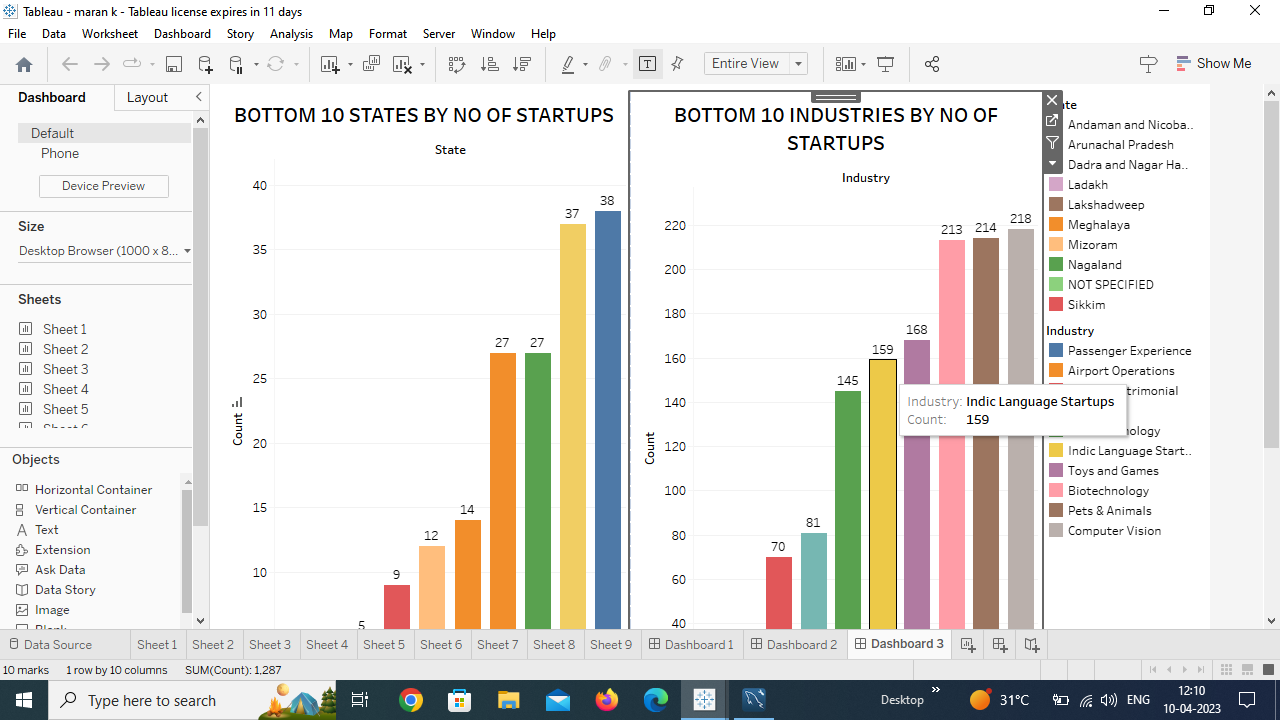 Tableau - maran k - Tableau license expires in 11 days
File Data Worksheet Dashboard Story Analysis Map Format Server Window Help
Entire View
Show Me
Dashboard Layout
Default
Phone
Device Preview
Size
Desktop Browser (1000 x 8...
Sheets
Sheet 1
Sheet 2
Sheet 3
Sheet 4
Sheet 5
Objects
Horizontal Container
Vertical Container
Text
Extension
Ask Data
Data Story
Image
BOTTOM 10 STATES BY NO OF STARTUPS
State
40
35
30
25
20
15
10
Count
5
9
12
14
27
27
37
38
BOTTOM 10 INDUSTRIES BY NO OF
STARTUPS
Industry
220
200
180
160
140
120
100
80
60
40
Count
70
81
145
159
168
213
214
218
Industry: Indic Language Startups
Count: 159
Andaman and Nicoba..
Arunachal Pradesh
Dadra and Nagar Ha..
Ladakh
Lakshadweep
Meghalaya
Mizoram
Nagaland
NOT SPECIFIED
Sikkim
Industry
Passenger Experience
Airport Operations
Indic Language Start..
Toys and Games
Biotechnology
Pets & Animals
Computer Vision
Data Source Sheet 1 Sheet 2 Sheet 3 Sheet 4 Sheet 5 Sheet 6 Sheet 7 Sheet 8 Sheet 9 Dashboard 1 Dashboard 2 Dashboard 3
10 marks 1 row by 10 columns SUM(Count): 1,287
Type here to search
Desktop
31°C
ENG
12:10
10-04-2023